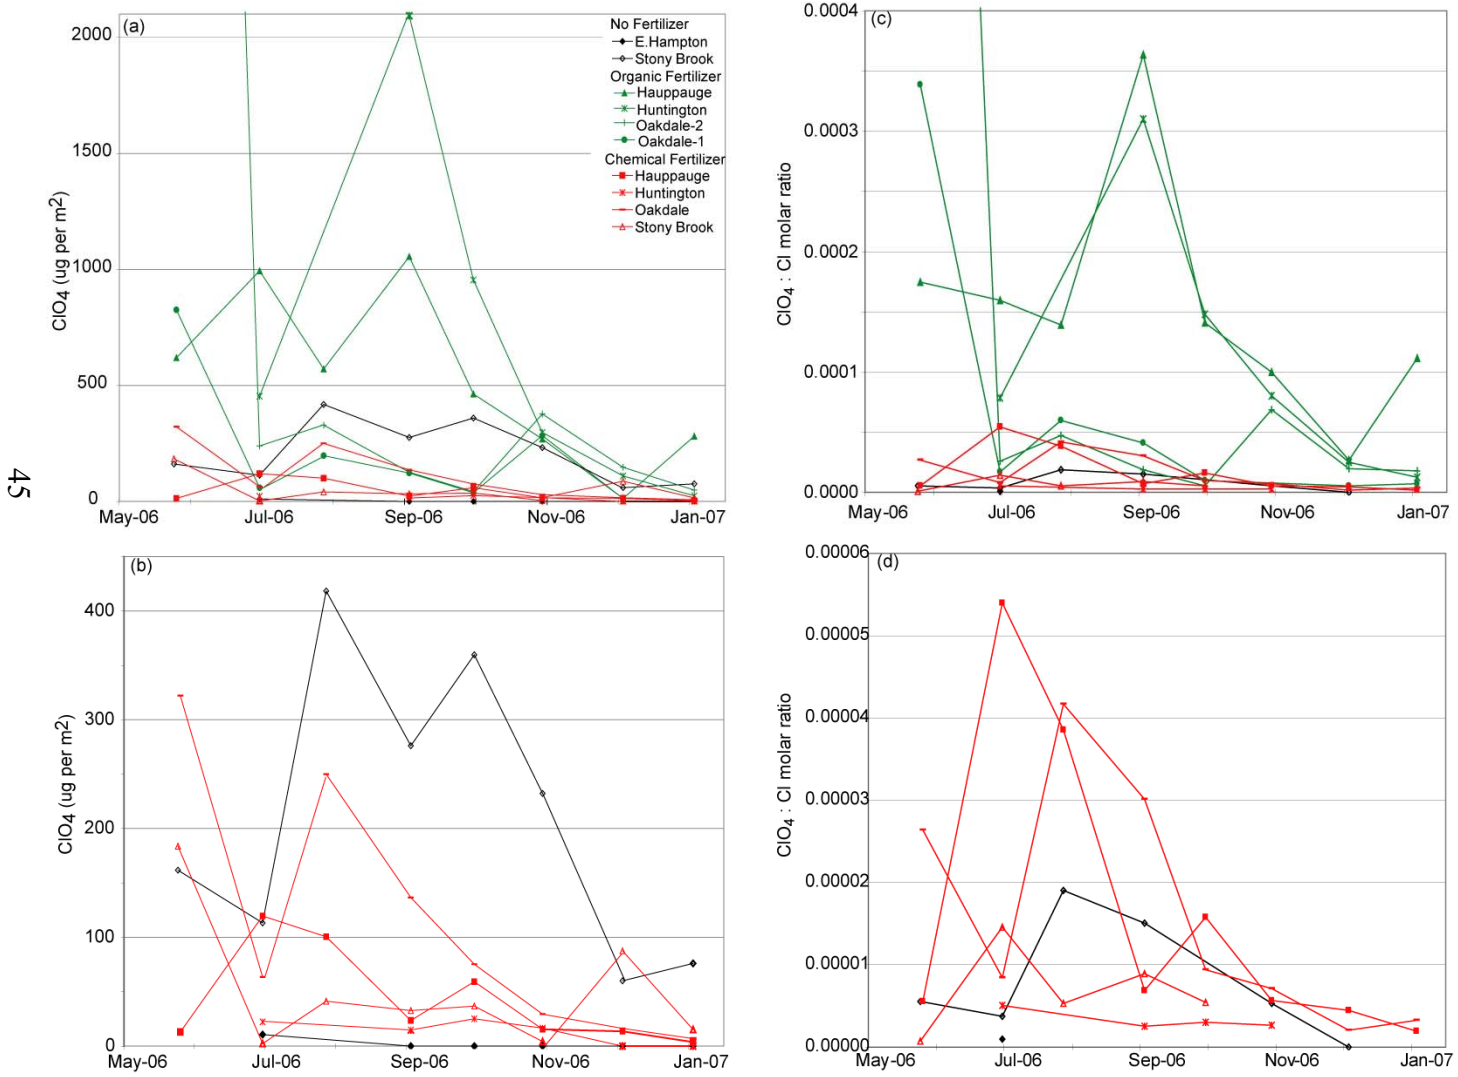 (a)
2000
1500
1000
500
0
ClO4 (ug per m2)
May-06
Jul-06
Sep-06
Nov-06
Jan-07
No Fertilizer
E.Hampton
Stony Brook
Organic Fertilizer
Hauppauge
Huntington
Oakdale-2
Oakdale-1
Chemical Fertilizer
Hauppauge
Huntington
Oakdale
Stony Brook
(c)
0.0004
0.0003
0.0002
0.0001
0.0000
ClO4 : Cl molar ratio
May-06
Jul-06
Sep-06
Nov-06
Jan-07
45
(b)
400
300
200
100
0
ClO4 (ug per m2)
May-06
Jul-06
Sep-06
Nov-06
Jan-07
(d)
0.00006
0.00005
0.00004
0.00003
0.00002
0.00001
0.00000
ClO4 : Cl molar ratio
May-06
Jul-06
Sep-06
Nov-06
Jan-07